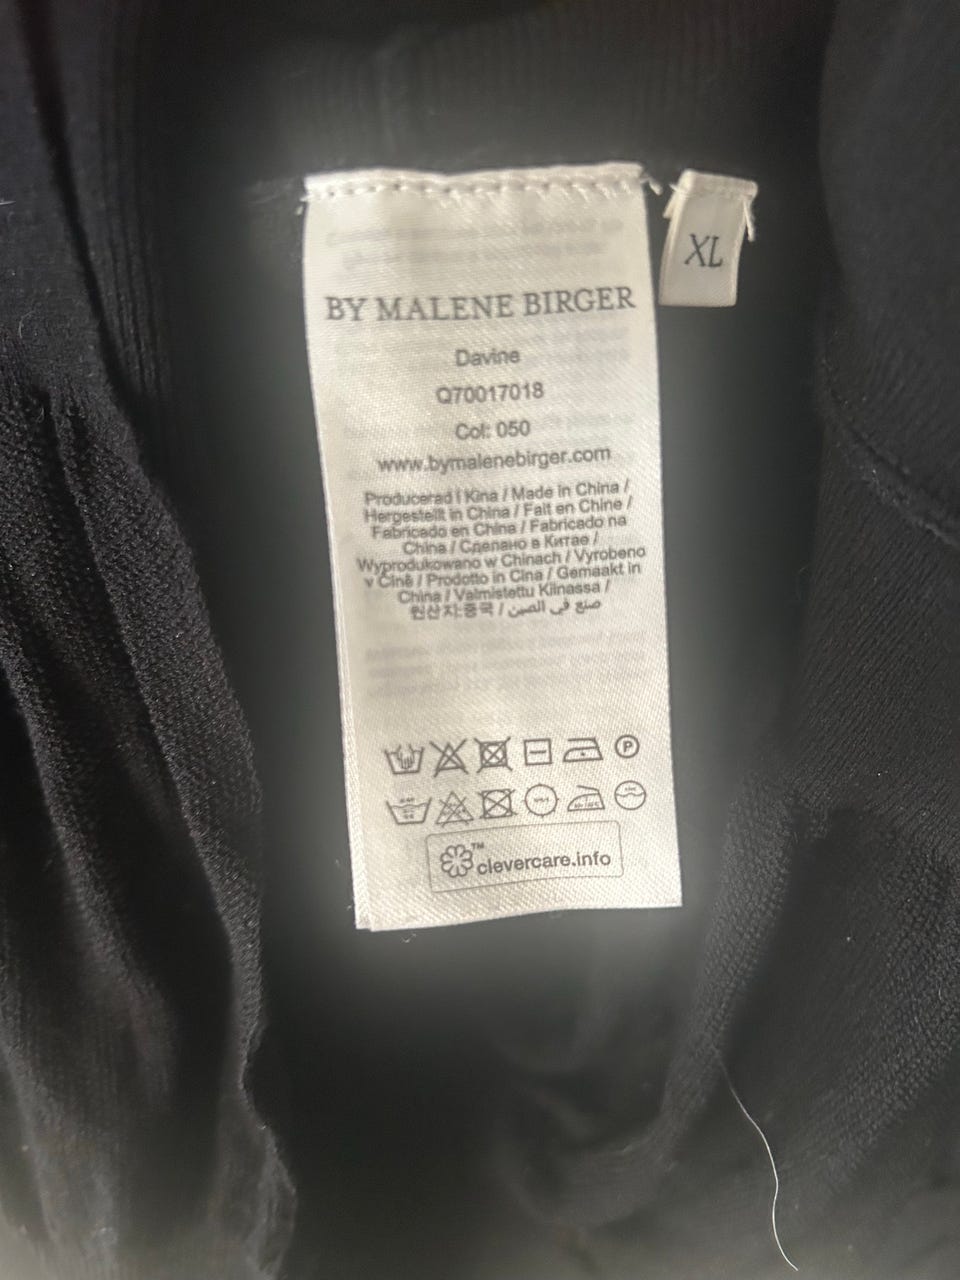 BY MALENE BIRGER
XL
Davine
Q70017018
Col: 050
www.bymalenebirger.com
Producerad i Kina / Made in China /
Hergestellt in China / Fait en Chine /
Fabricado en China / Fabricado na
China / Сделано в Китае /
Wyprodukowano w Chinach / Vyrobeno
v Číně / Prodotto in Cina / Gemaakt in
China / Valmistettu Kiinassa /
원산지:중국 / صنع في الصين
P
™
clevercare.info